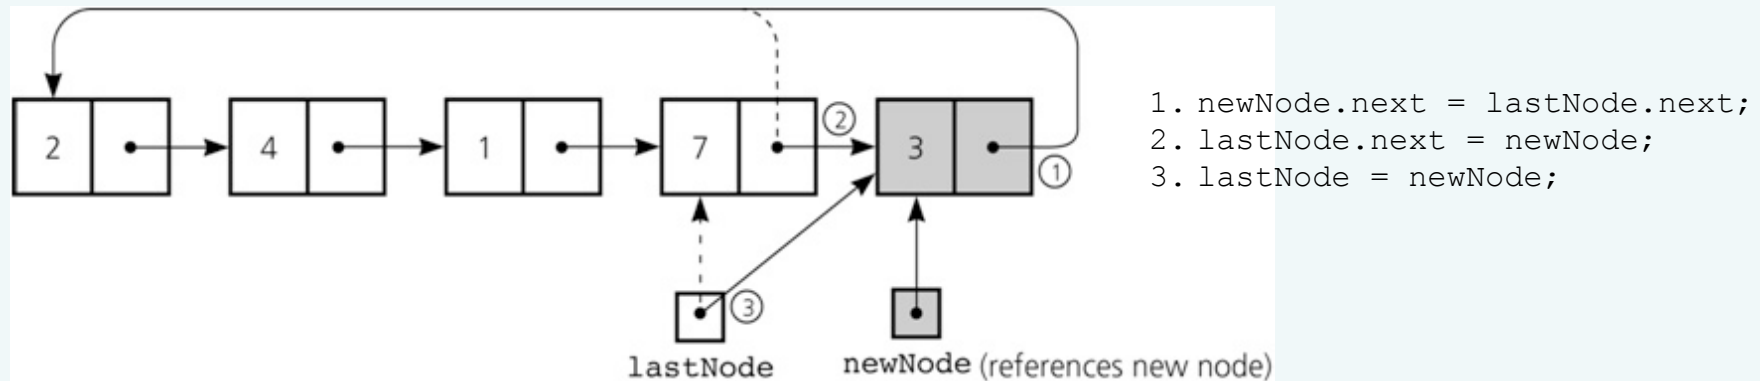 2 4 1 7 ② 3 ①
③
lastNode newNode (references new node)
1. newNode.next = lastNode.next;
2. lastNode.next = newNode;
3. lastNode = newNode;